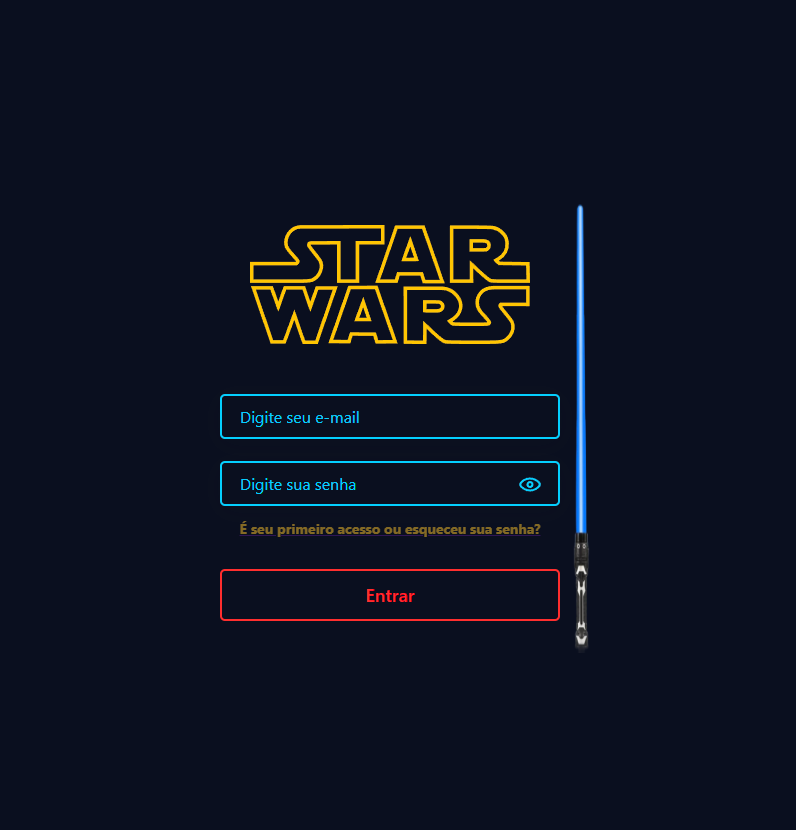 STAR
WARS
Digite seu e-mail
Digite sua senha
É seu primeiro acesso ou esqueceu sua senha?
Entrar